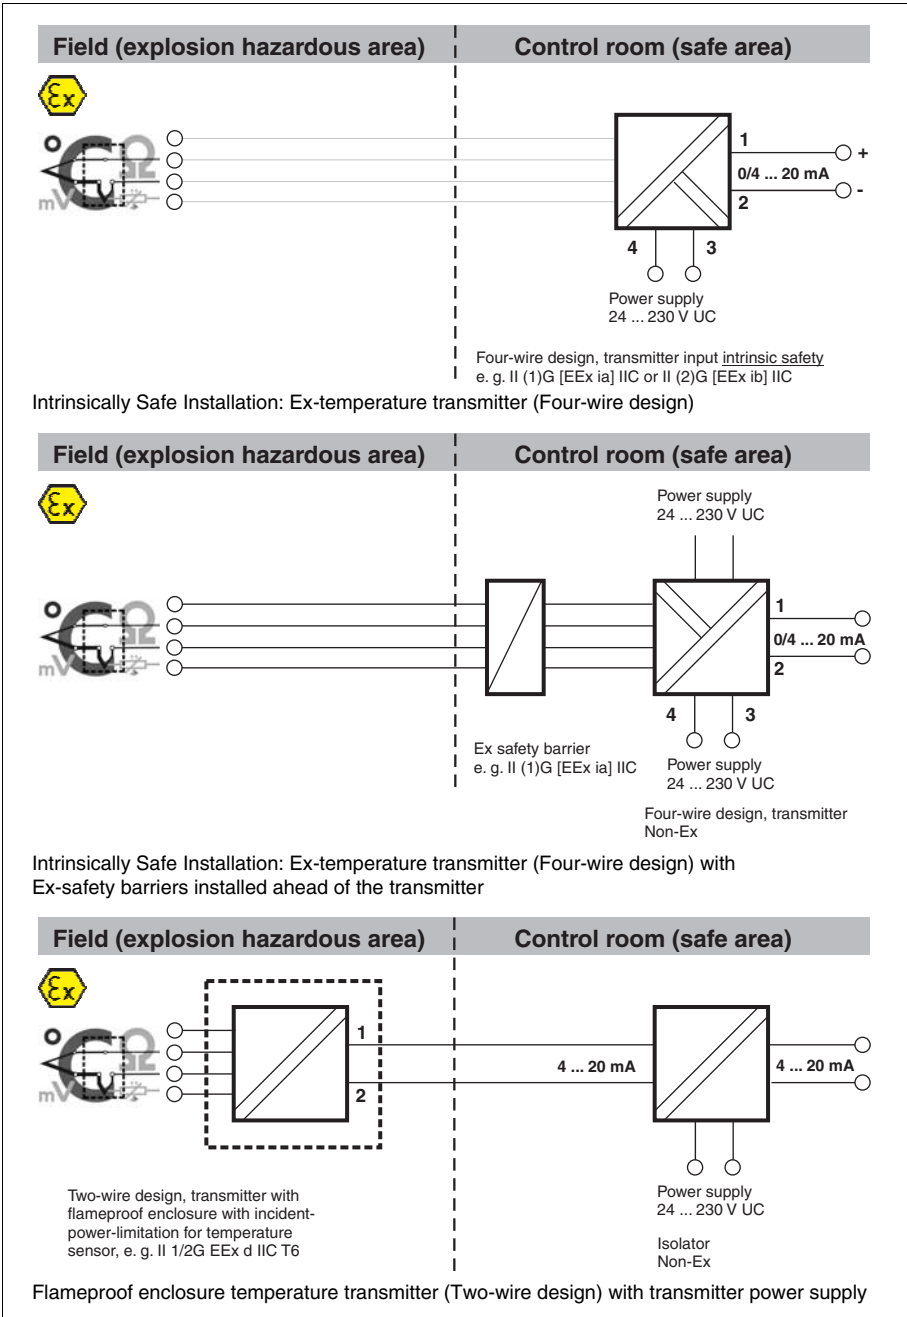 Field (explosion hazardous area)
Control room (safe area)
εx
°C Ω
mV
1
+
0/4 ... 20 mA
-
2
4
3
Power supply
24 ... 230 V UC
Four-wire design, transmitter input intrinsic safety
e. g. II (1)G [EEx ia] IIC or II (2)G [EEx ib] IIC
Intrinsically Safe Installation: Ex-temperature transmitter (Four-wire design)
Field (explosion hazardous area)
Control room (safe area)
εx
Power supply
24 ... 230 V UC
°C Ω
mV
1
0/4 ... 20 mA
2
4
3
Ex safety barrier
e. g. II (1)G [EEx ia] IIC
Power supply
24 ... 230 V UC
Four-wire design, transmitter
Non-Ex
Intrinsically Safe Installation: Ex-temperature transmitter (Four-wire design) with
Ex-safety barriers installed ahead of the transmitter
Field (explosion hazardous area)
Control room (safe area)
εx
°C Ω
mV
1
4 ... 20 mA
4 ... 20 mA
2
Two-wire design, transmitter with
flameproof enclosure with incident-
power-limitation for temperature
sensor, e. g. II 1/2G EEx d IIC T6
Power supply
24 ... 230 V UC
Isolator
Non-Ex
Flameproof enclosure temperature transmitter (Two-wire design) with transmitter power supply